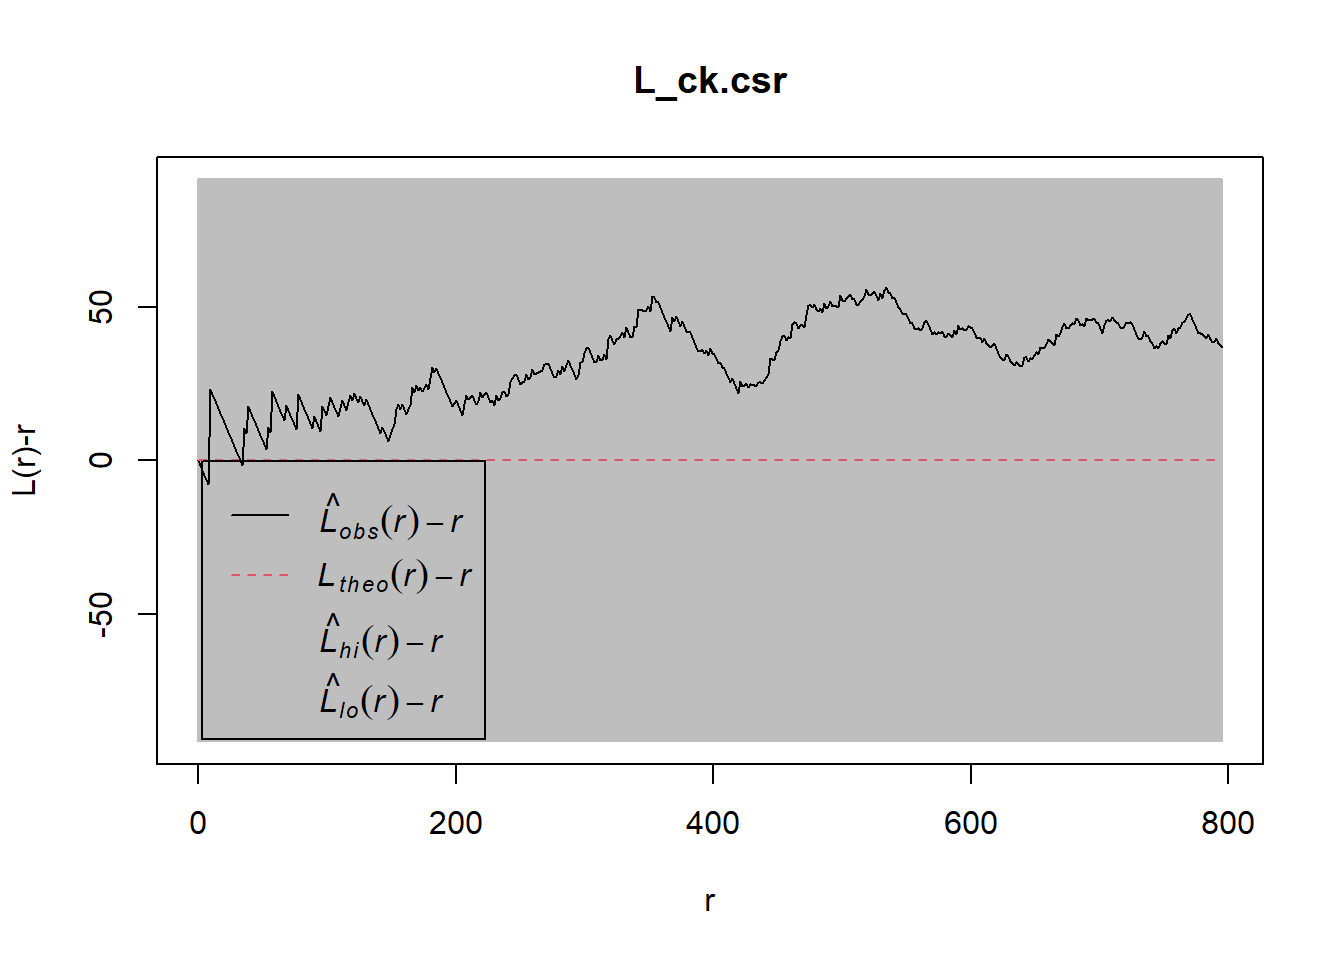 L_ck.csr
L(r)-r
50
0
-50
L̂obs(r) − r
Ltheo(r) − r
L̂hi(r) − r
L̂lo(r) − r
0 200 400 600 800
r